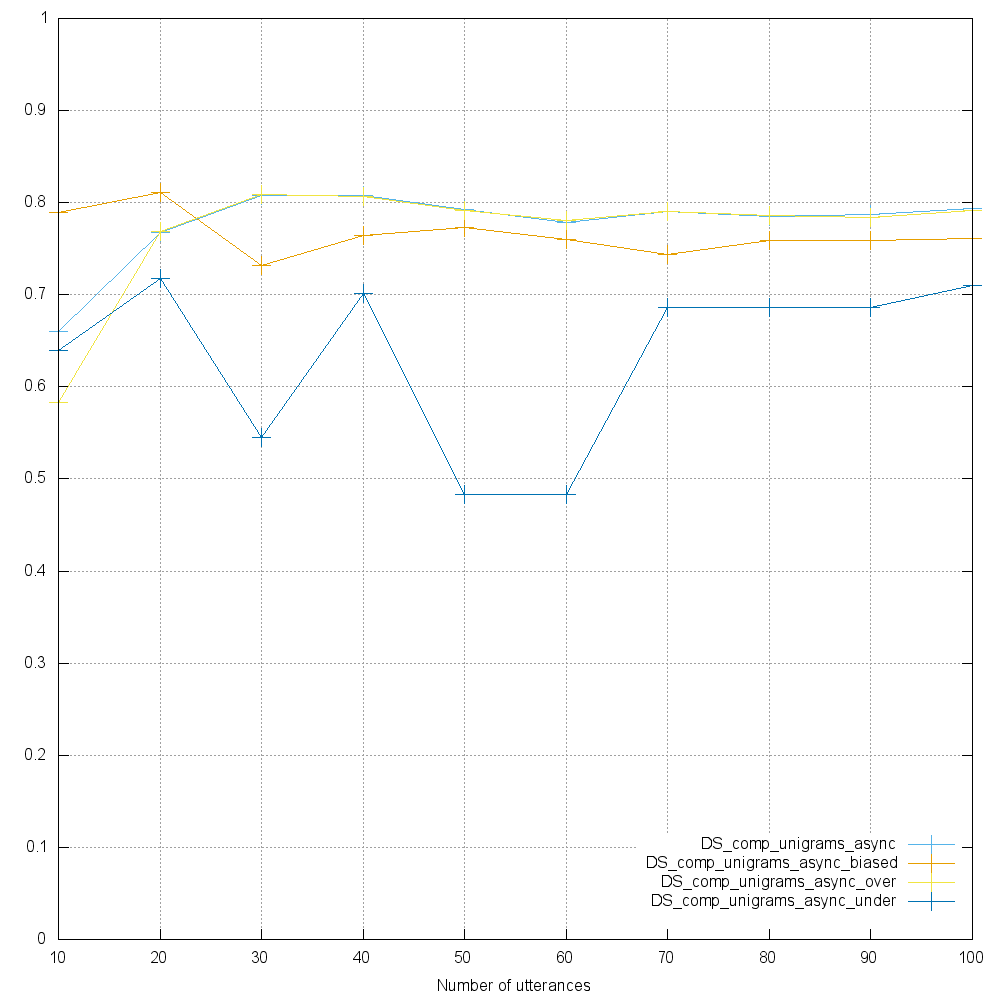 1
0.9
0.8
0.7
0.6
0.5
0.4
0.3
0.2
0.1
0
DS_comp_unigrams_async
DS_comp_unigrams_async_biased
DS_comp_unigrams_async_over
DS_comp_unigrams_async_under
10 20 30 40 50 60 70 80 90 100
Number of utterances